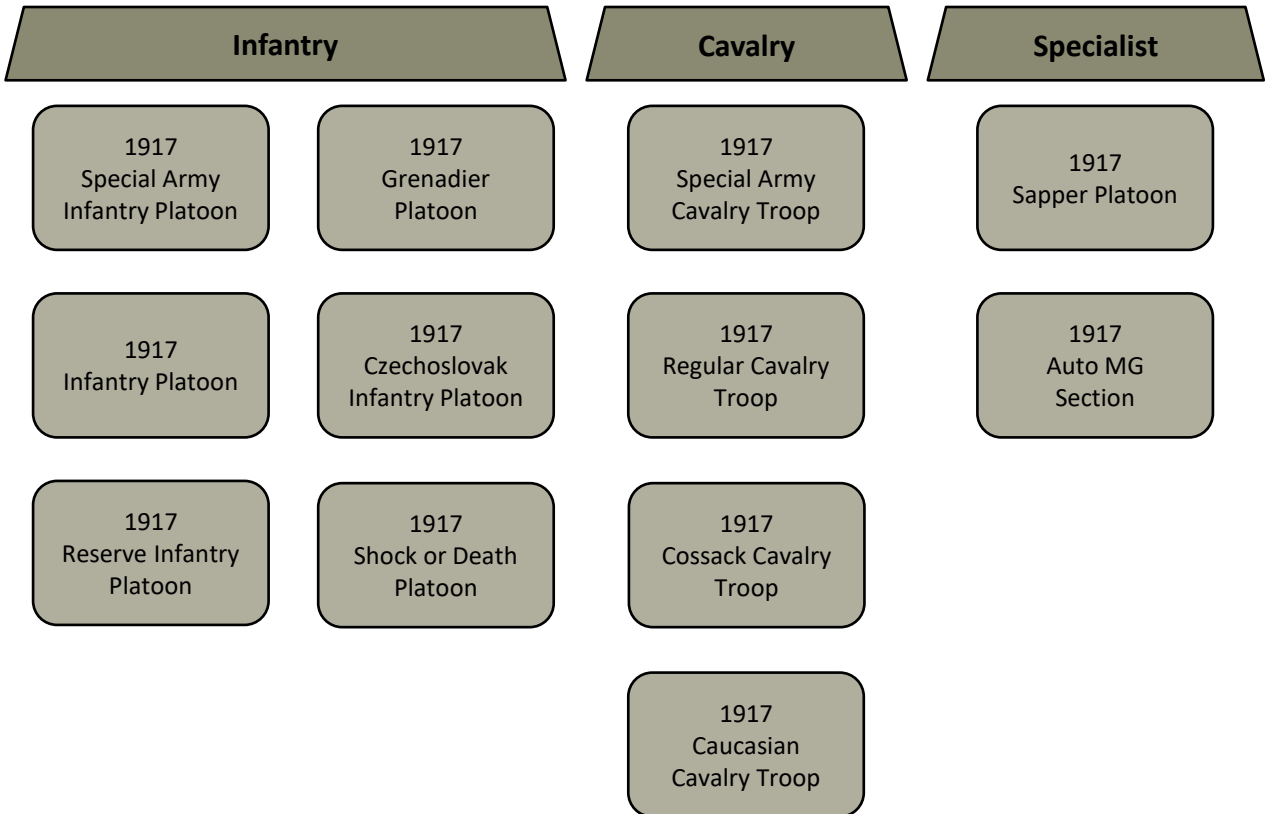 Infantry
Cavalry
Specialist
1917
Special Army
Infantry Platoon
1917
Grenadier
Platoon
1917
Special Army
Cavalry Troop
1917
Sapper Platoon
1917
Infantry Platoon
1917
Czechoslovak
Infantry Platoon
1917
Regular Cavalry
Troop
1917
Auto MG
Section
1917
Reserve Infantry
Platoon
1917
Shock or Death
Platoon
1917
Cossack Cavalry
Troop
1917
Caucasian
Cavalry Troop